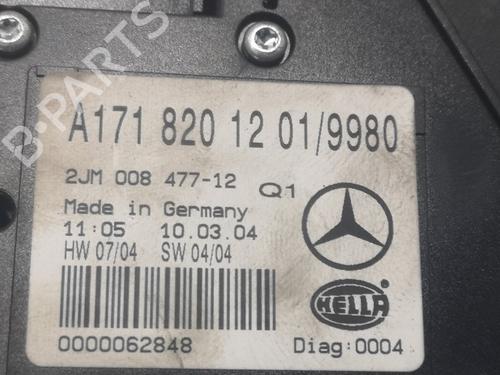 B-PARTS
A171 820 12 01/9980
2JM 008 477-12 Q1
Made in Germany
11:05 10.03.04
HW 07/04 SW 04/04
HELLA
0000062848 Diag:0004